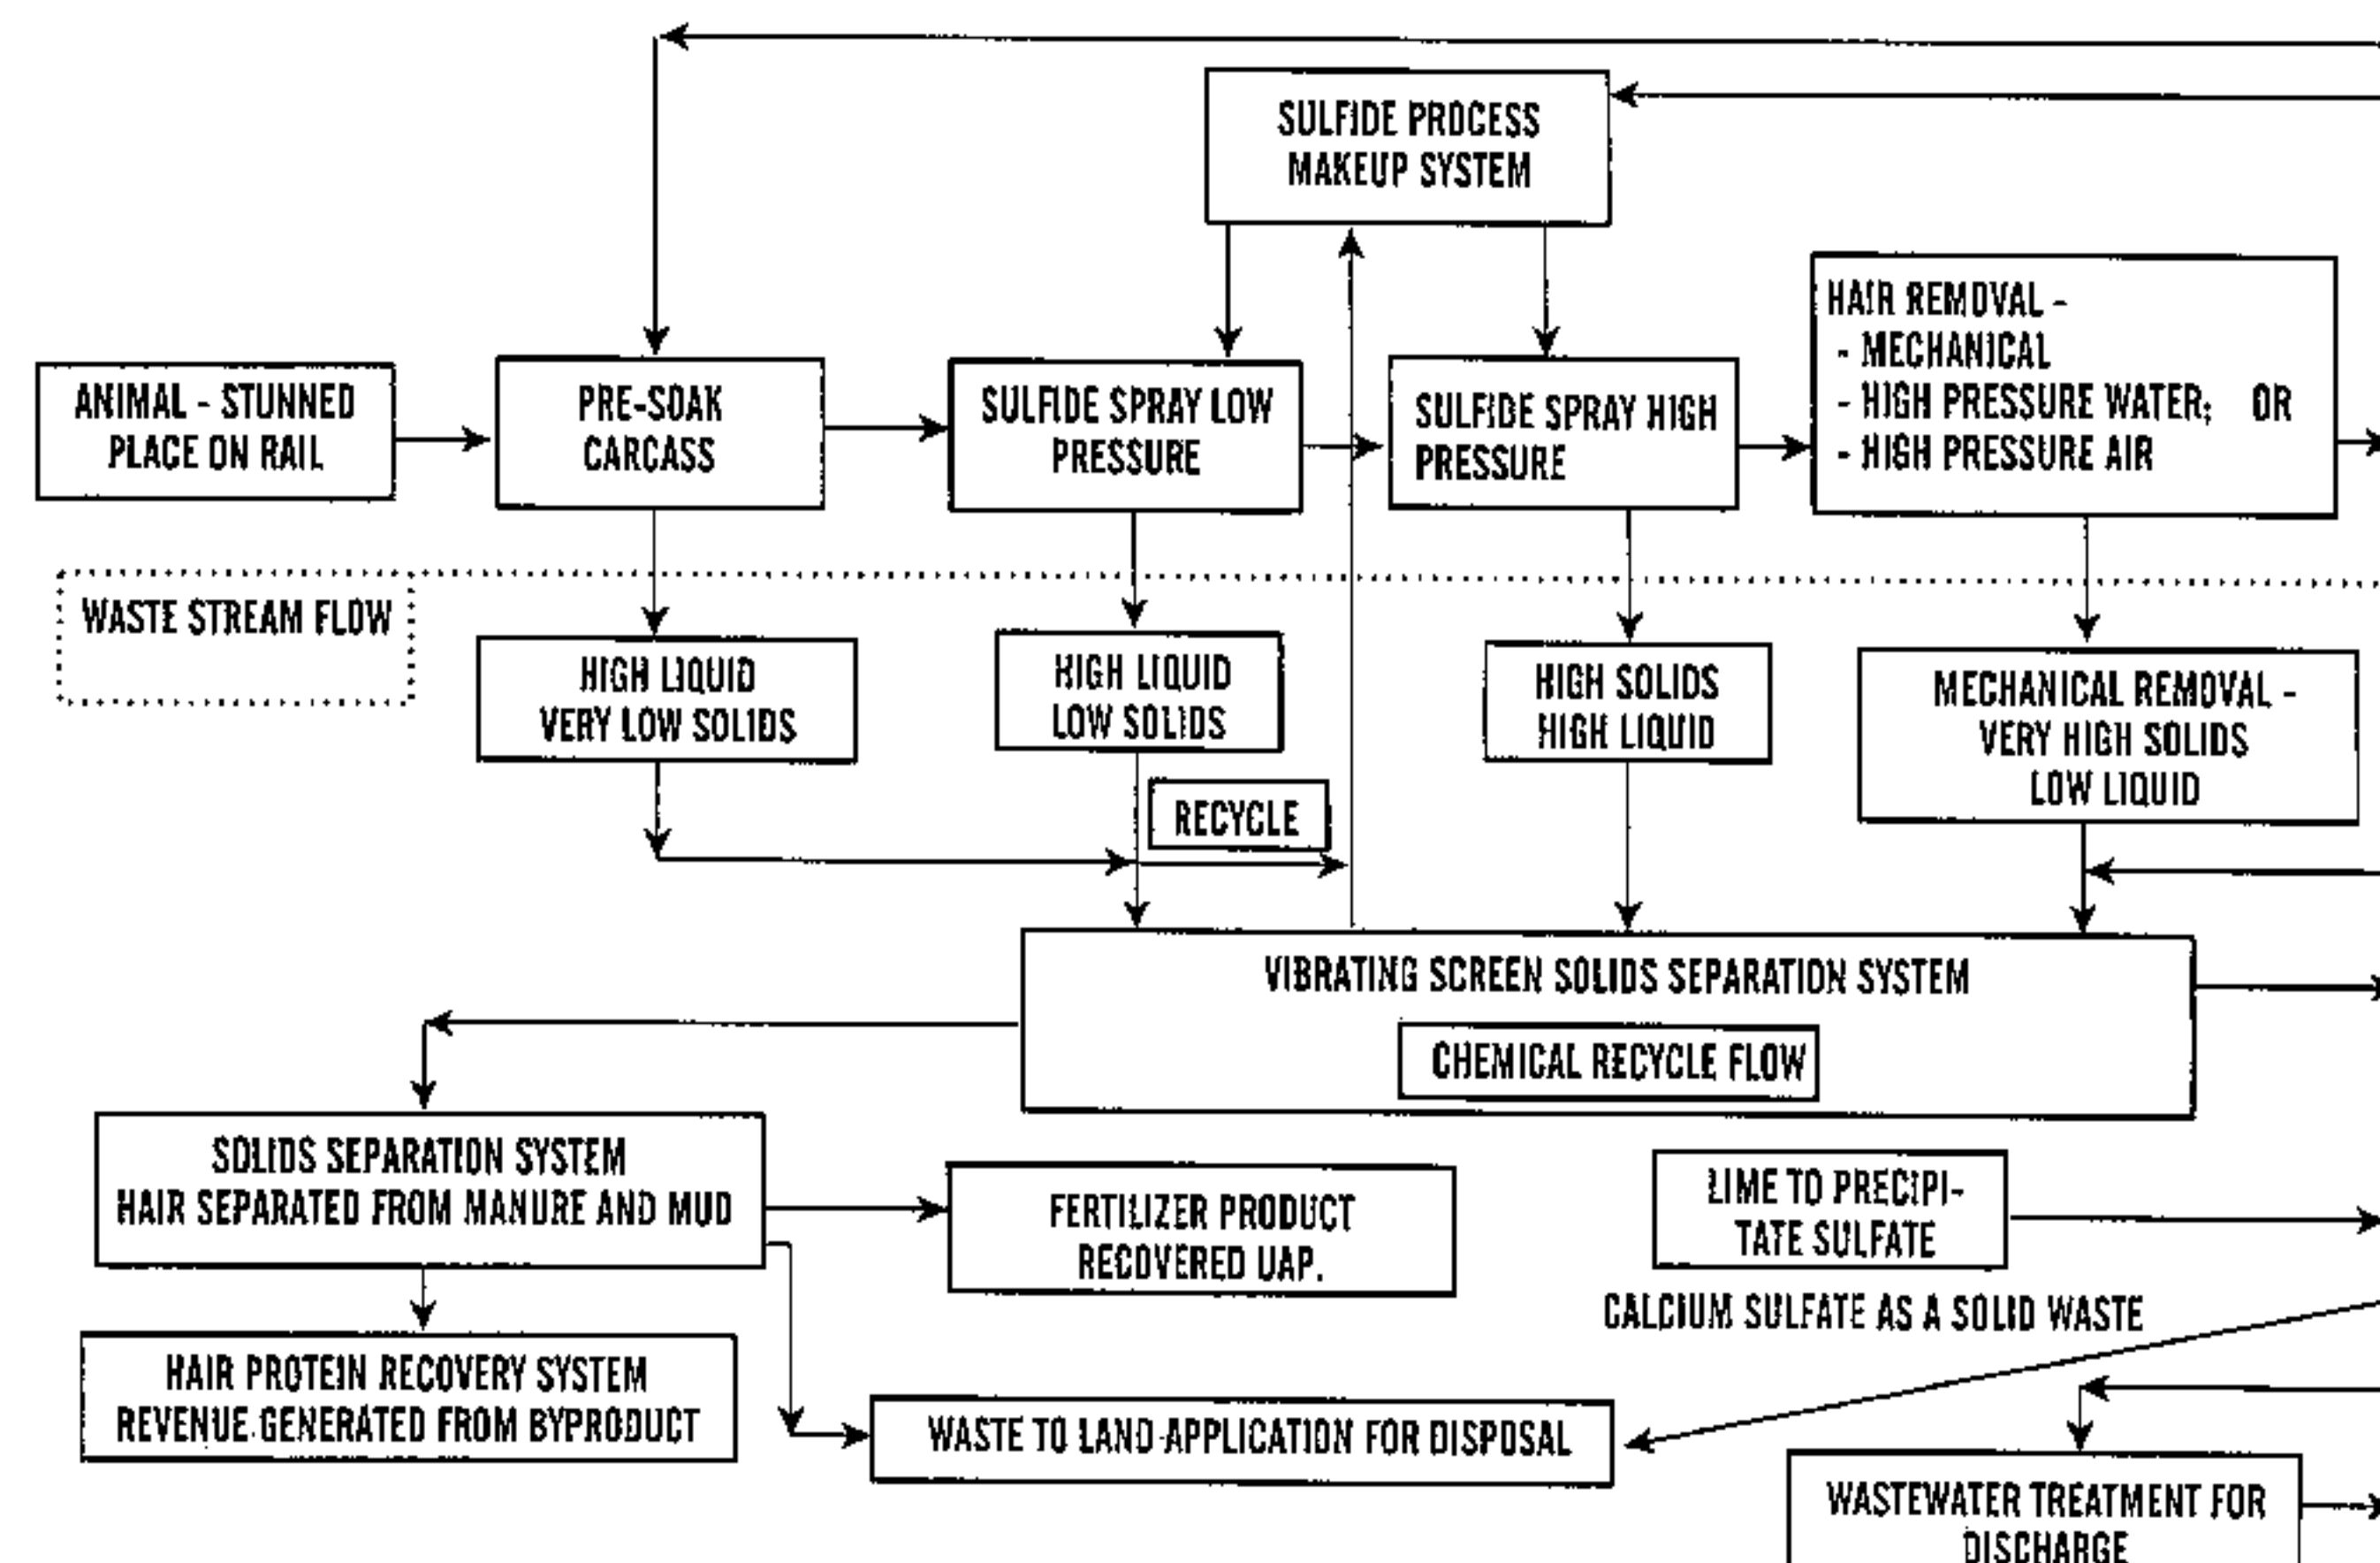 SULFIDE PROCESS
MAKEUP SYSTEM
HAIR REMOVAL -
- MECHANICAL
- HIGH PRESSURE WATER; OR
- HIGH PRESSURE AIR
ANIMAL - STUNNED
PLACE ON RAIL
PRE-SOAK
CARCASS
SULFIDE SPRAY LOW
PRESSURE
SULFIDE SPRAY HIGH
PRESSURE
WASTE STREAM FLOW
HIGH LIQUID
VERY LOW SOLIDS
HIGH LIQUID
LOW SOLIDS
HIGH SOLIDS
HIGH LIQUID
MECHANICAL REMOVAL -
VERY HIGH SOLIDS
LOW LIQUID
RECYCLE
VIBRATING SCREEN SOLIDS SEPARATION SYSTEM
CHEMICAL RECYCLE FLOW
SOLIDS SEPARATION SYSTEM
HAIR SEPARATED FROM MANURE AND MUD
FERTILIZER PRODUCT
RECOVERED UAP.
LIME TO PRECIPI-
TATE SULFATE
CALCIUM SULFATE AS A SOLID WASTE
HAIR PROTEIN RECOVERY SYSTEM
REVENUE GENERATED FROM BYPRODUCT
WASTE TO LAND APPLICATION FOR DISPOSAL
WASTEWATER TREATMENT FOR
DISCHARGE